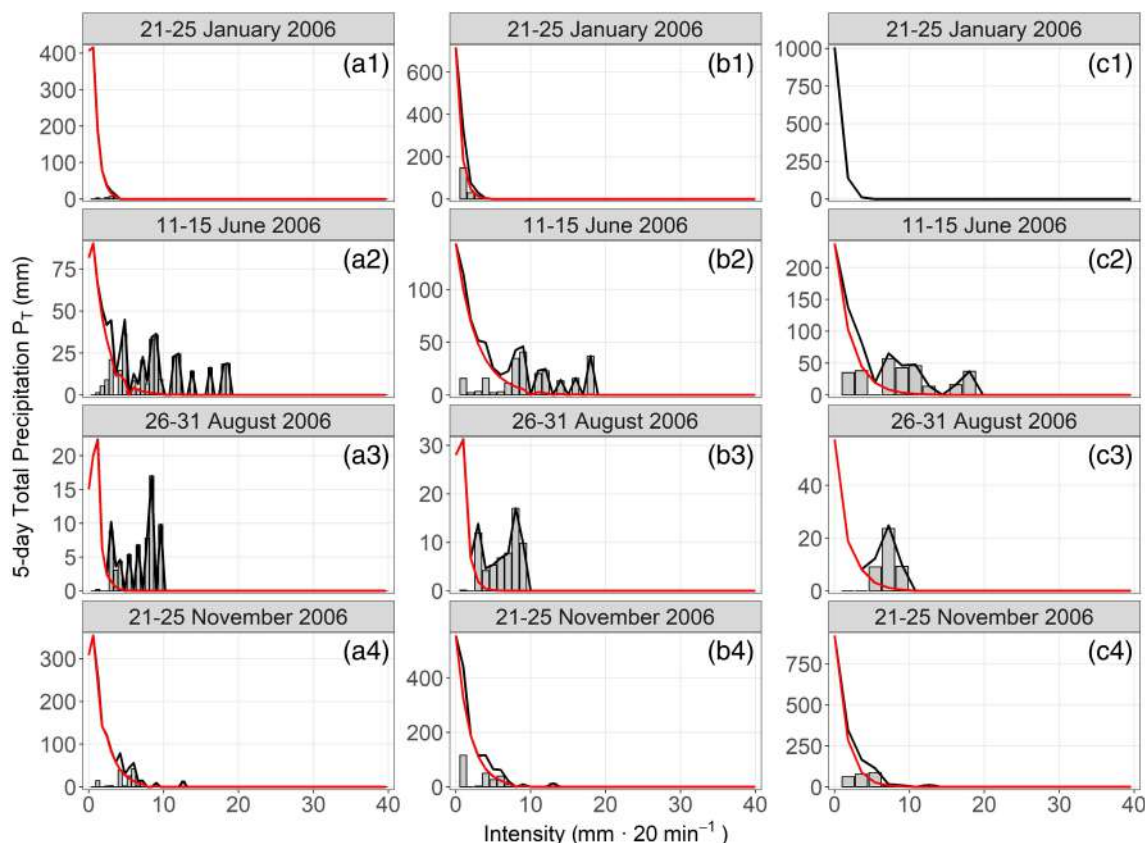 21-25 January 2006
21-25 January 2006
21-25 January 2006
(a1)
(b1)
(c1)
400
300
200
100
0
600
400
200
0
1000
750
500
250
0
11-15 June 2006
11-15 June 2006
11-15 June 2006
(a2)
(b2)
(c2)
75
50
25
0
100
50
0
200
150
100
50
0
26-31 August 2006
26-31 August 2006
26-31 August 2006
(a3)
(b3)
(c3)
20
15
10
5
0
30
20
10
0
40
20
0
21-25 November 2006
21-25 November 2006
21-25 November 2006
(a4)
(b4)
(c4)
300
200
100
0
400
200
0
750
500
250
0
0 10 20 30 40
0 10 20 30 40
0 10 20 30 40
5-day Total Precipitation P_T (mm)
Intensity (mm · 20 min⁻¹ )